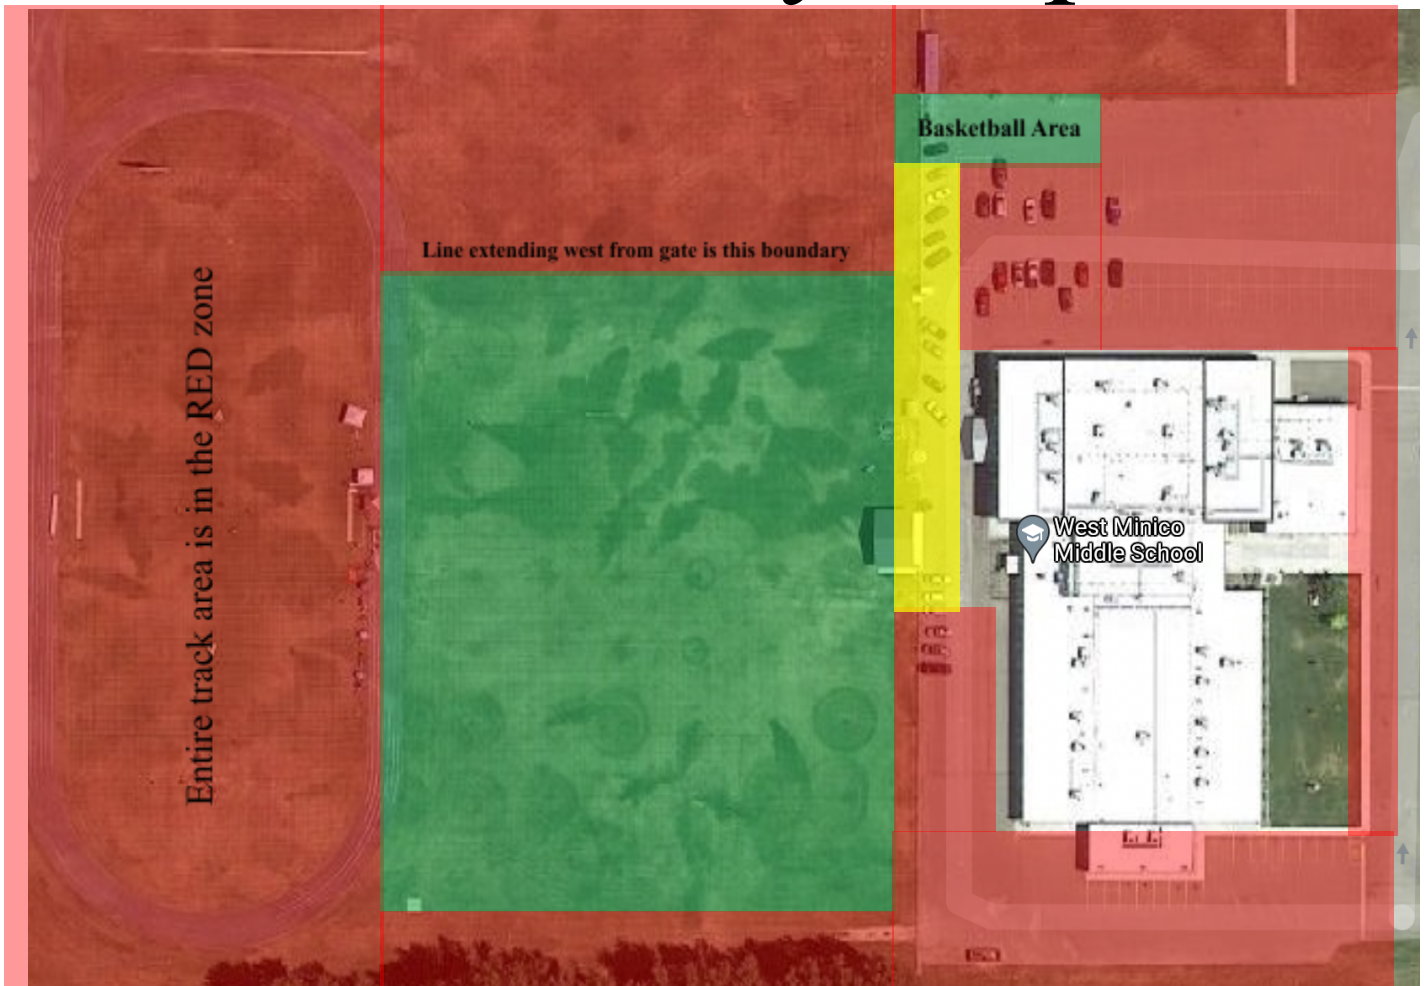 Basketball Area
Line extending west from gate is this boundary
Entire track area is in the RED zone
West Minico
Middle School